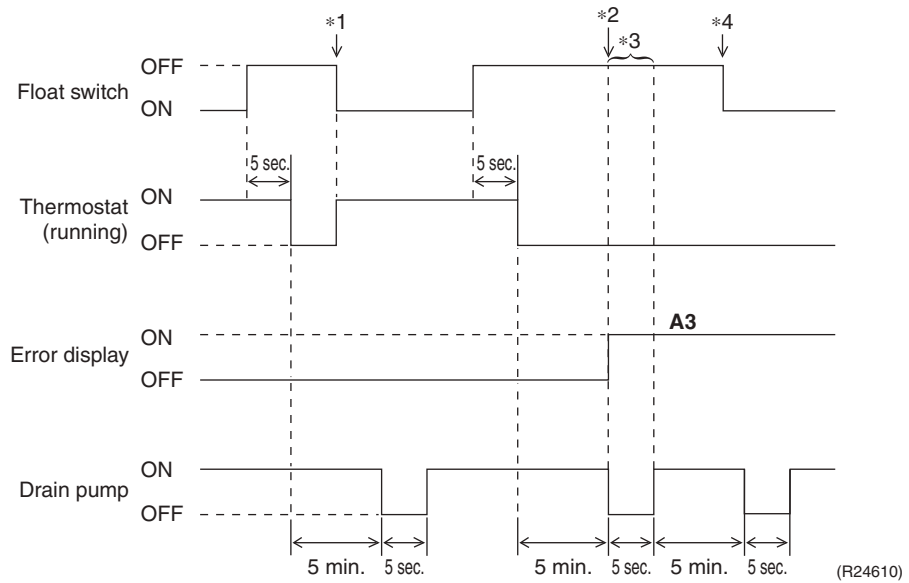 *1
*2
*3
*4
OFF
Float switch
ON
5 sec.
5 sec.
ON
Thermostat
(running)
OFF
A3
ON
Error display
OFF
ON
Drain pump
OFF
5 min.
5 sec.
5 min.
5 sec.
5 min.
5 sec.
(R24610)